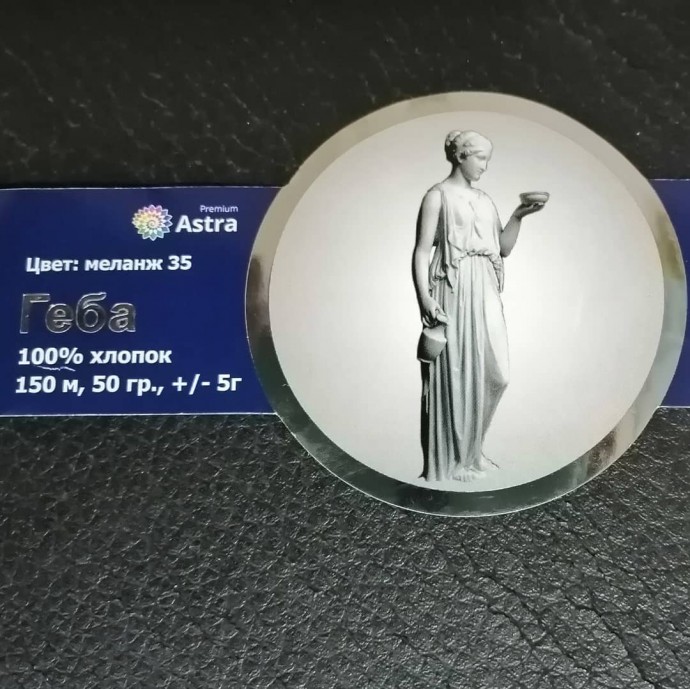 Premium
Astra
Цвет: меланж 35
Геба
100% хлопок
150 м, 50 гр., +/- 5г